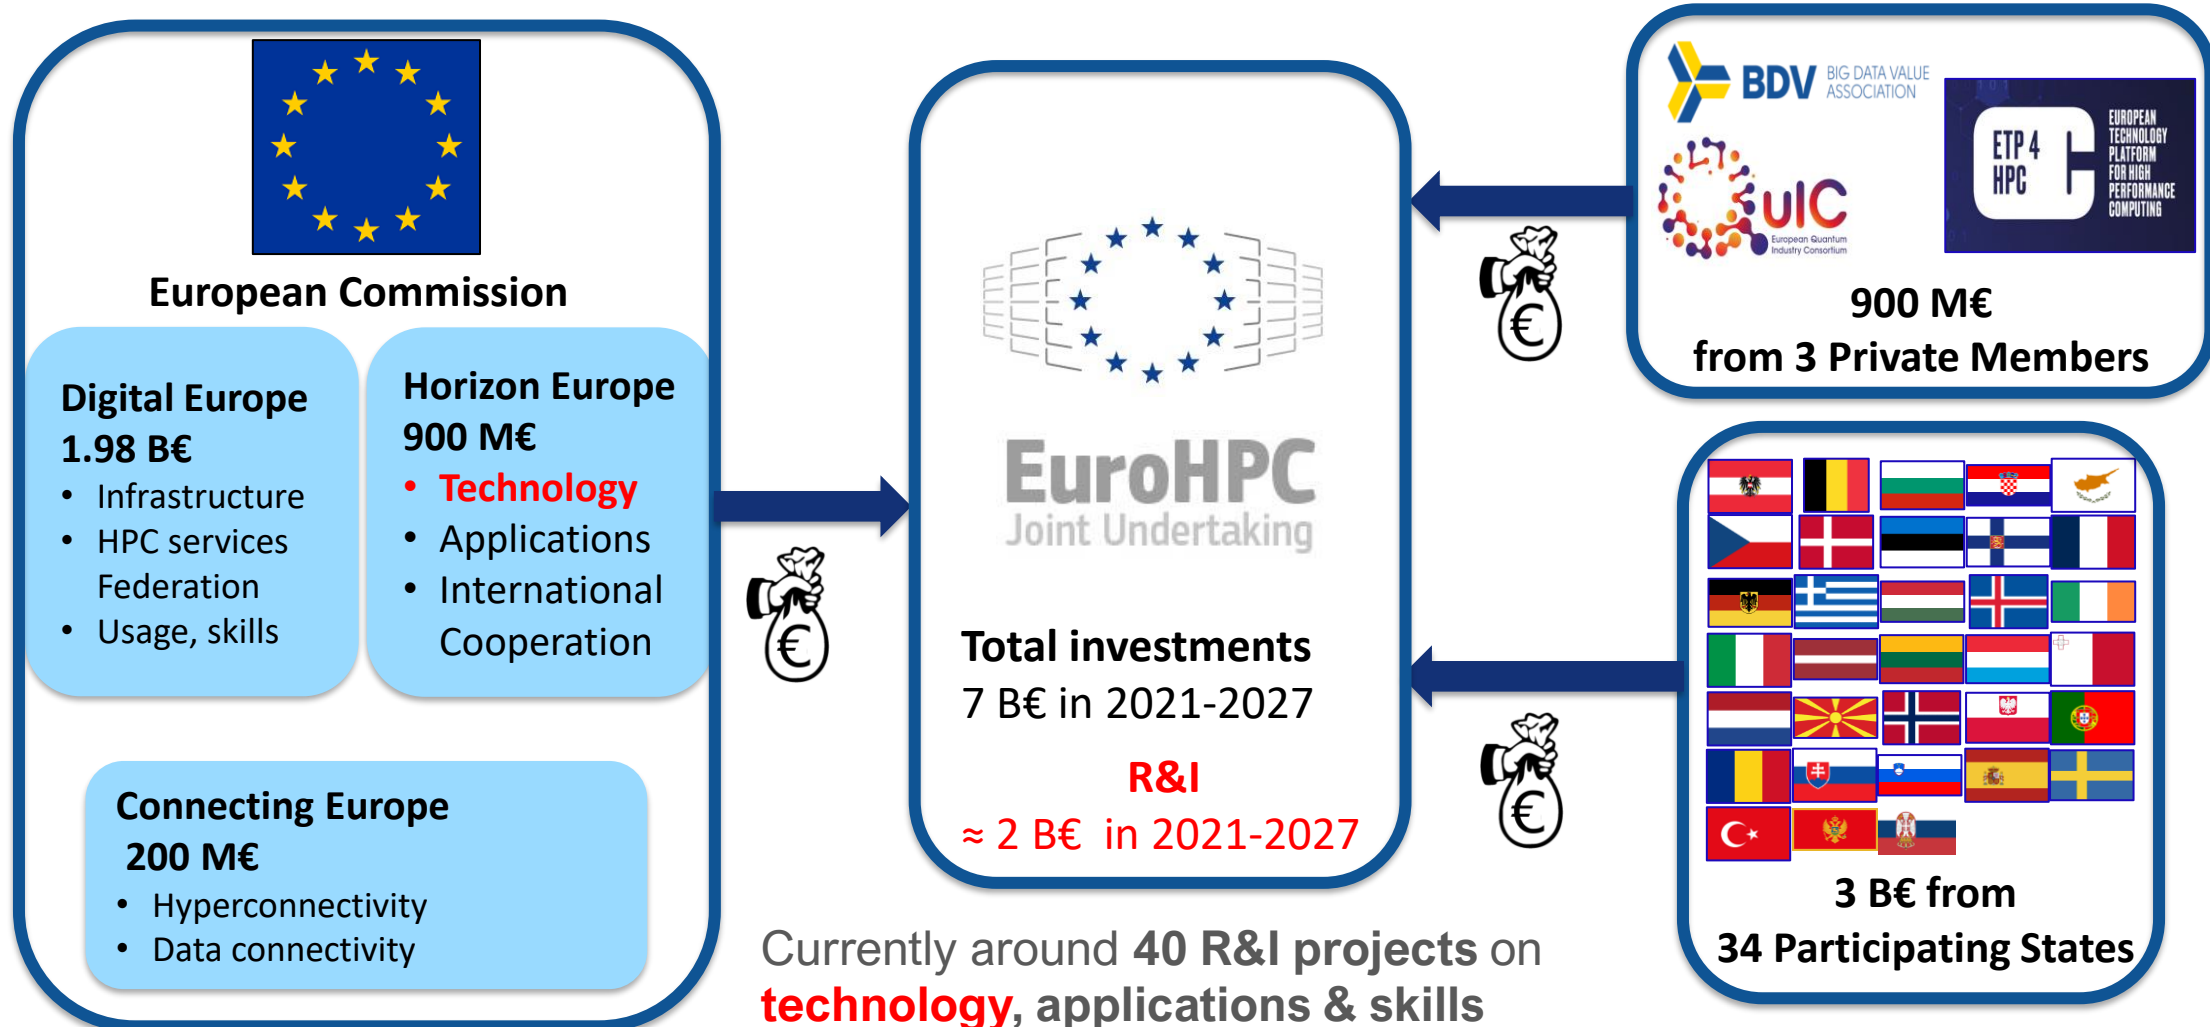 European Commission
Digital Europe
1.98 B€
• Infrastructure
• HPC services
Federation
• Usage, skills
Horizon Europe
900 M€
• Technology
• Applications
• International
Cooperation
Connecting Europe
200 M€
• Hyperconnectivity
• Data connectivity
€
EuroHPC
Joint Undertaking
Total investments
7 B€ in 2021-2027
R&I
≈ 2 B€ in 2021-2027
Currently around 40 R&I projects on
technology, applications & skills
€
€
BDV BIG DATA VALUE
ASSOCIATION
QuIC
European Quantum
Industry Consortium
ETP 4
HPC
EUROPEAN
TECHNOLOGY
PLATFORM
FOR HIGH
PERFORMANCE
COMPUTING
900 M€
from 3 Private Members
3 B€ from
34 Participating States